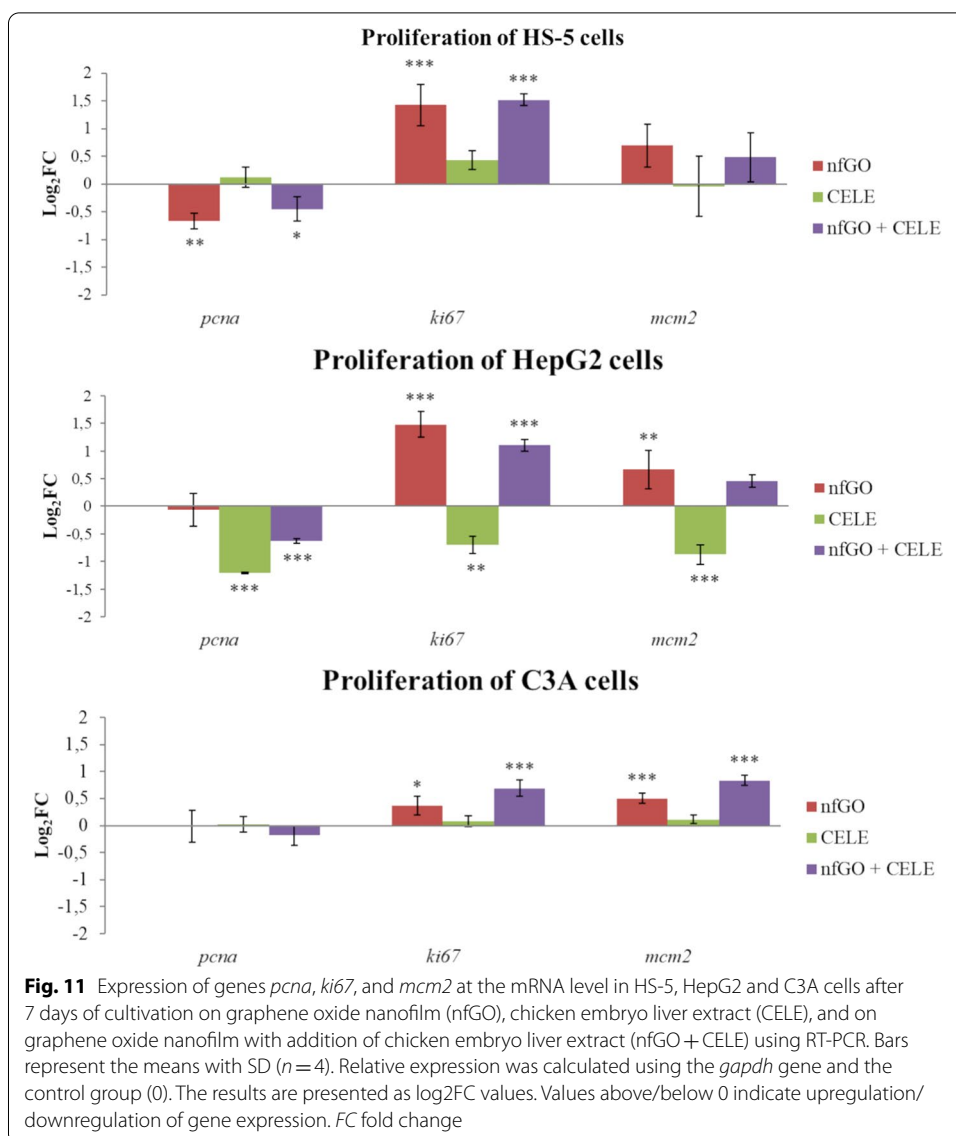 Proliferation of HS-5 cells
2
1,5
1
0,5
0
-0,5
-1
-1,5
-2
Log₂FC
***
***
**
*
pcna
ki67
mcm2
nfGO
CELE
nfGO + CELE
Proliferation of HepG2 cells
2
1,5
1
0,5
0
-0,5
-1
-1,5
-2
Log₂FC
***
***
**
***
***
**
***
pcna
ki67
mcm2
nfGO
CELE
nfGO + CELE
Proliferation of C3A cells
2
1,5
1
0,5
0
-0,5
-1
-1,5
-2
Log₂FC
*
***
***
***
pcna
ki67
mcm2
nfGO
CELE
nfGO + CELE
Fig. 11 Expression of genes pcna, ki67, and mcm2 at the mRNA level in HS-5, HepG2 and C3A cells after
7 days of cultivation on graphene oxide nanofilm (nfGO), chicken embryo liver extract (CELE), and on
graphene oxide nanofilm with addition of chicken embryo liver extract (nfGO + CELE) using RT-PCR. Bars
represent the means with SD (n = 4). Relative expression was calculated using the gapdh gene and the
control group (0). The results are presented as log2FC values. Values above/below 0 indicate upregulation/
downregulation of gene expression. FC fold change